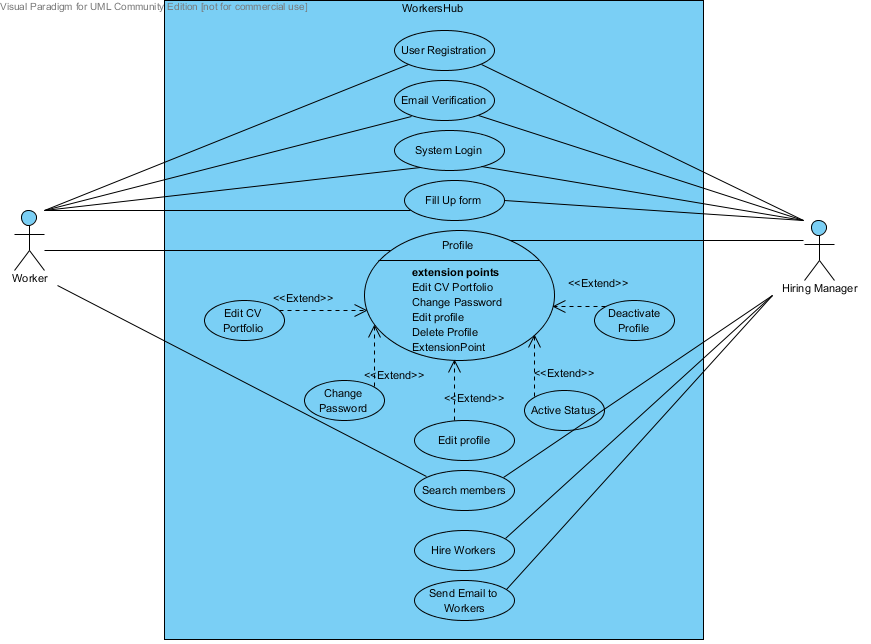 Visual Paradigm for UML Community Edition [not for commercial use]
WorkersHub
User Registration
Email Verification
System Login
Fill Up form
Profile
extension points
Edit CV Portfolio
Change Password
Edit profile
Delete Profile
ExtensionPoint
Worker
Hiring Manager
<<Extend>>
<<Extend>>
Edit CV
Portfolio
Deactivate
Profile
<<Extend>>
<<Extend>>
<<Extend>>
Change
Password
Active Status
Edit profile
Search members
Hire Workers
Send Email to
Workers